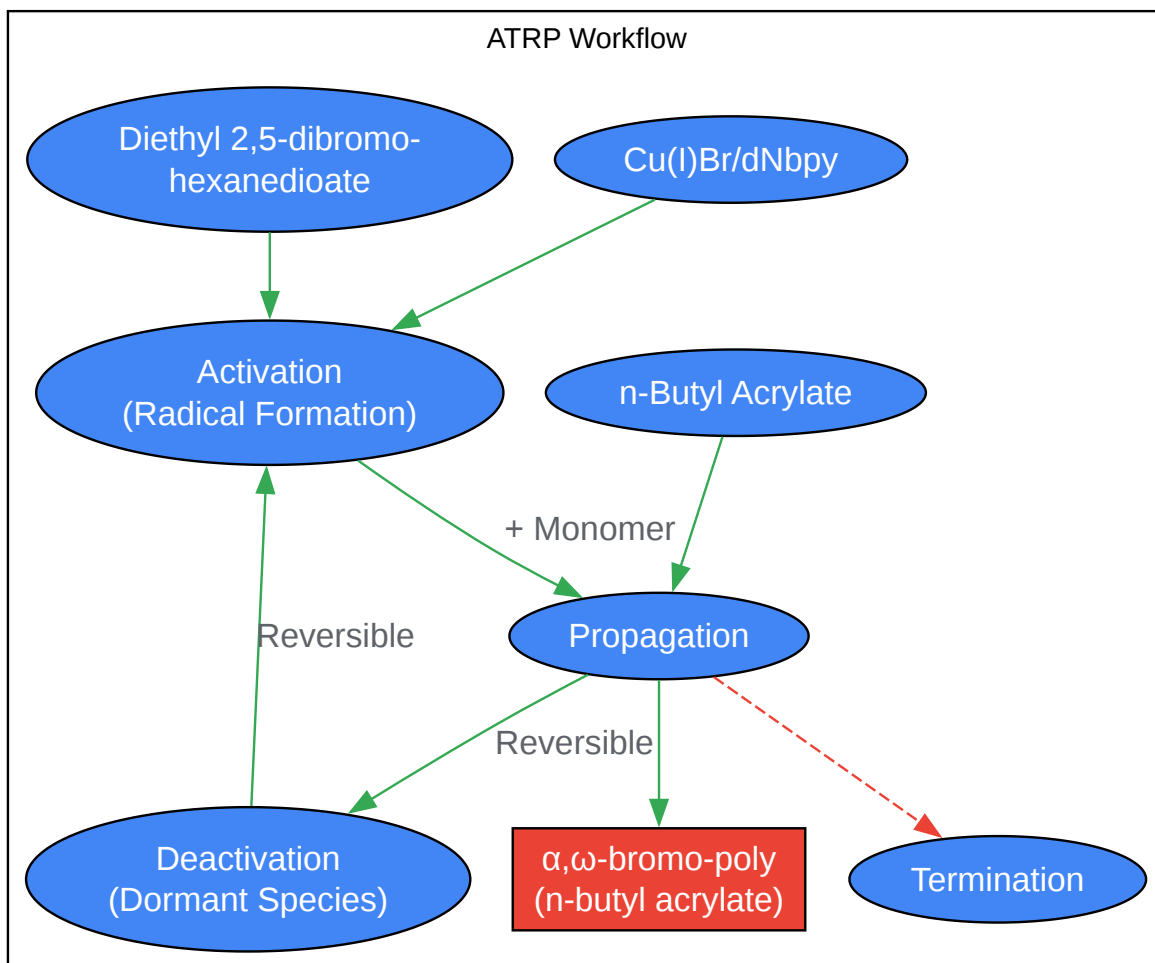 ATRP Workflow
Diethyl 2,5-dibromo-
hexanedioate
Cu(I)Br/dNbpy
Activation
(Radical Formation)
n-Butyl Acrylate
+ Monomer
Reversible
Propagation
Reversible
Deactivation
(Dormant Species)
α,ω-bromo-poly
(n-butyl acrylate)
Termination